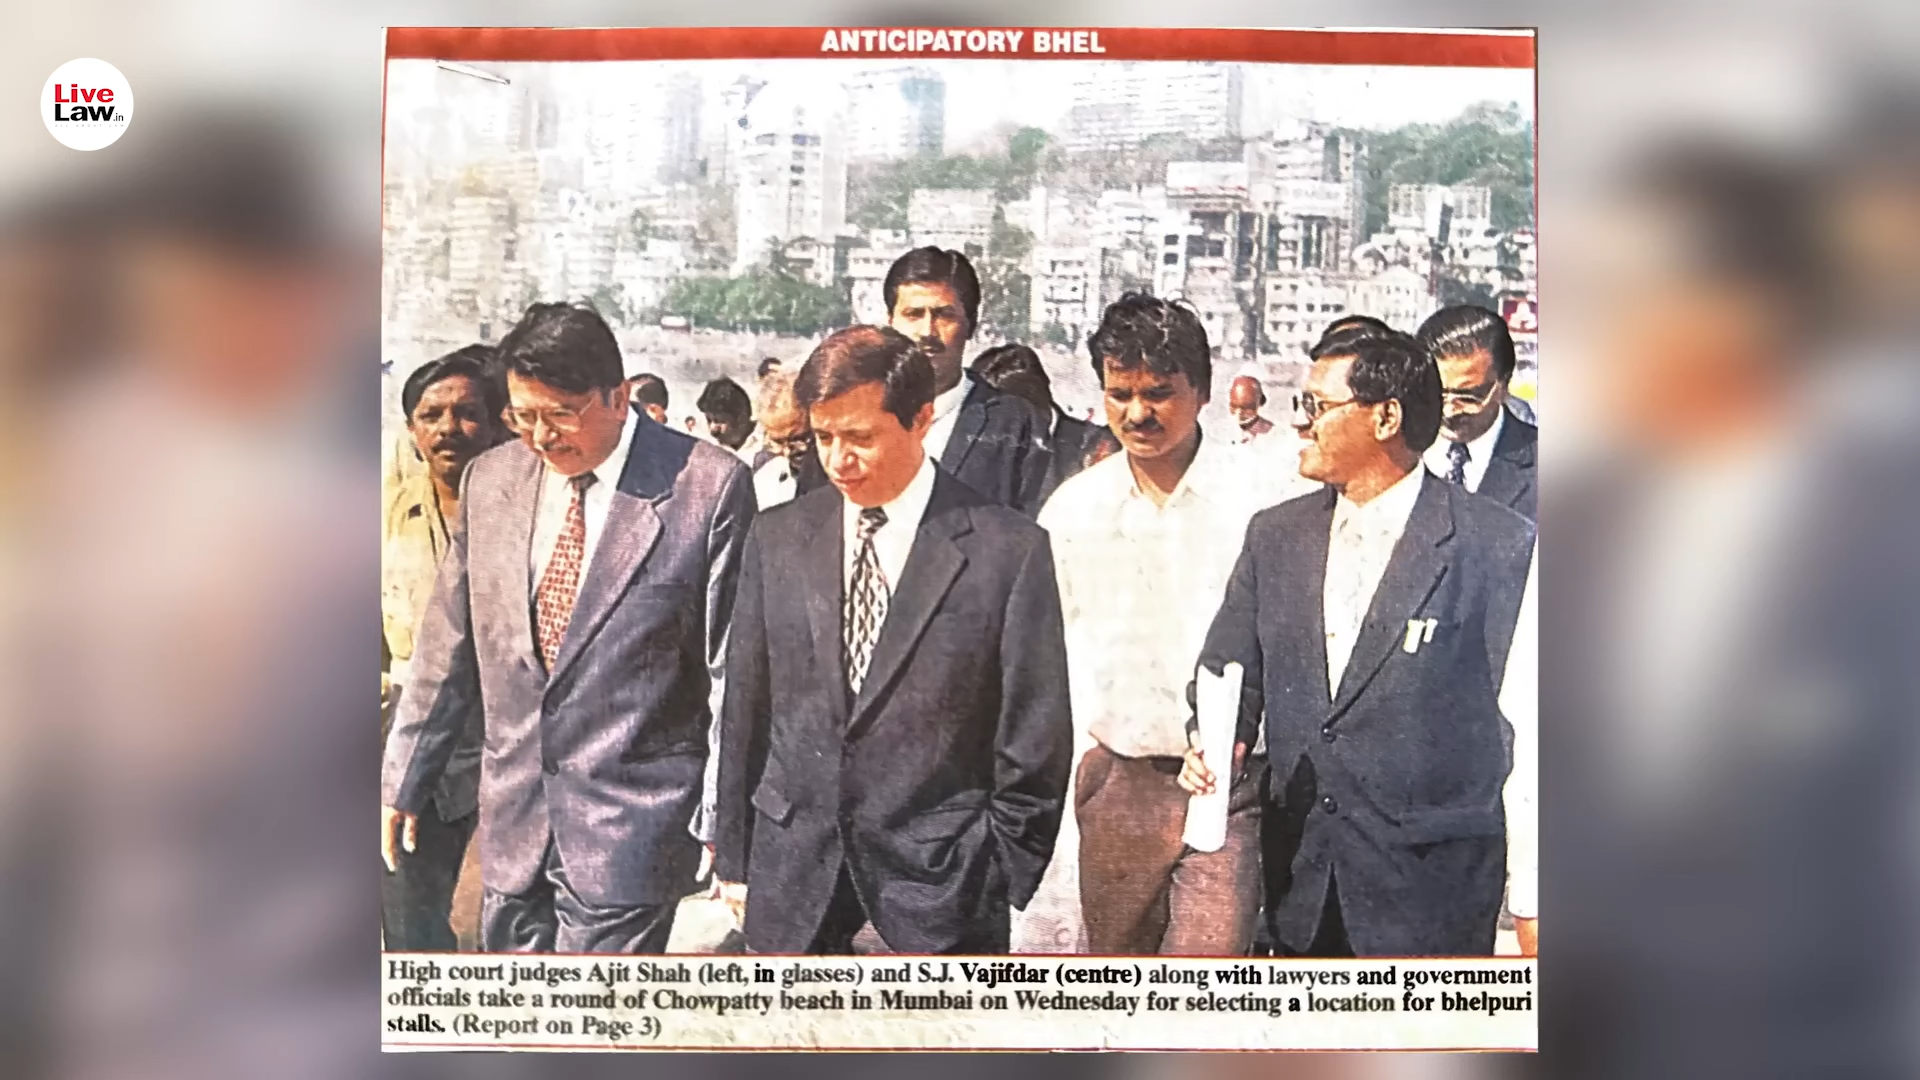 Live
Law.in
ANTICIPATORY BHEL
High court judges Ajit Shah (left, in glasses) and S.J. Vajifdar (centre) along with lawyers and government
officials take a round of Chowpatty beach in Mumbai on Wednesday for selecting a location for bhelpuri
stalls. (Report on Page 3)